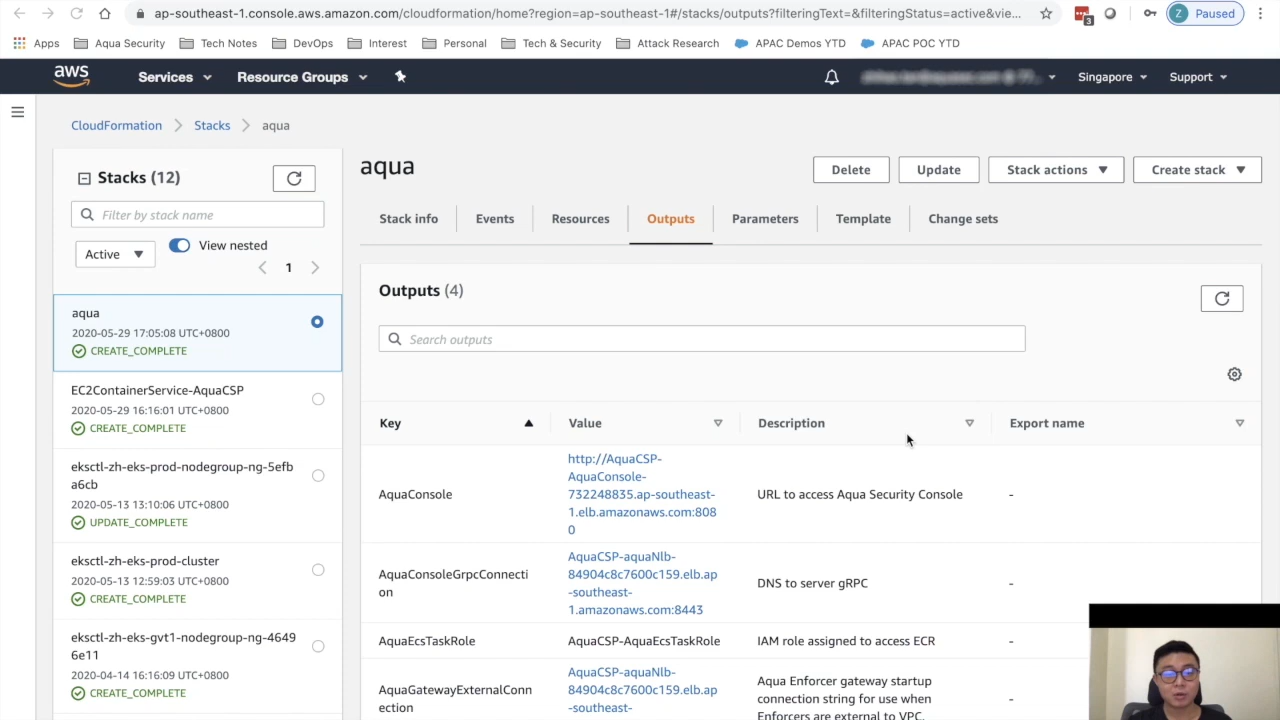 ap-southeast-1.console.aws.amazon.com/cloudformation/home?region=ap-southeast-1#/stacks/outputs?filteringText=&filteringStatus=active&vie...
3
Z Paused
Apps Aqua Security Tech Notes DevOps Interest Personal Tech & Security Attack Research APAC Demos YTD APAC POC YTD
aws Services Resource Groups Singapore Support
CloudFormation Stacks aqua
Stacks (12)
Filter by stack name
Active
View nested
1
aqua
2020-05-29 17:05:08 UTC+0800
CREATE_COMPLETE
EC2ContainerService-AquaCSP
2020-05-29 16:16:01 UTC+0800
CREATE_COMPLETE
eksctl-zh-eks-prod-nodegroup-ng-5efb
a6cb
2020-05-13 13:10:06 UTC+0800
UPDATE_COMPLETE
eksctl-zh-eks-prod-cluster
2020-05-13 12:59:03 UTC+0800
CREATE_COMPLETE
eksctl-zh-eks-gvt1-nodegroup-ng-4649
6e11
2020-04-14 16:16:09 UTC+0800
CREATE_COMPLETE
aqua
Delete Update Stack actions Create stack
Stack info Events Resources Outputs Parameters Template Change sets
Outputs (4)
Search outputs
Key Value Description Export name
AquaConsole
http://AquaCSP-
AquaConsole-
732248835.ap-southeast-
1.elb.amazonaws.com:808
0
URL to access Aqua Security Console
-
AquaConsoleGrpcConnecti
on
AquaCSP-aquaNlb-
84904c8c7600c159.elb.ap
-southeast-
1.amazonaws.com:8443
DNS to server gRPC
-
AquaEcsTaskRole
AquaCSP-AquaEcsTaskRole
IAM role assigned to access ECR
-
AquaGatewayExternalConn
ection
AquaCSP-aquaNlb-
84904c8c7600c159.elb.ap
-southeast-
Aqua Enforcer gateway startup
connection string for use when
Enforcers are external to VPC.
-